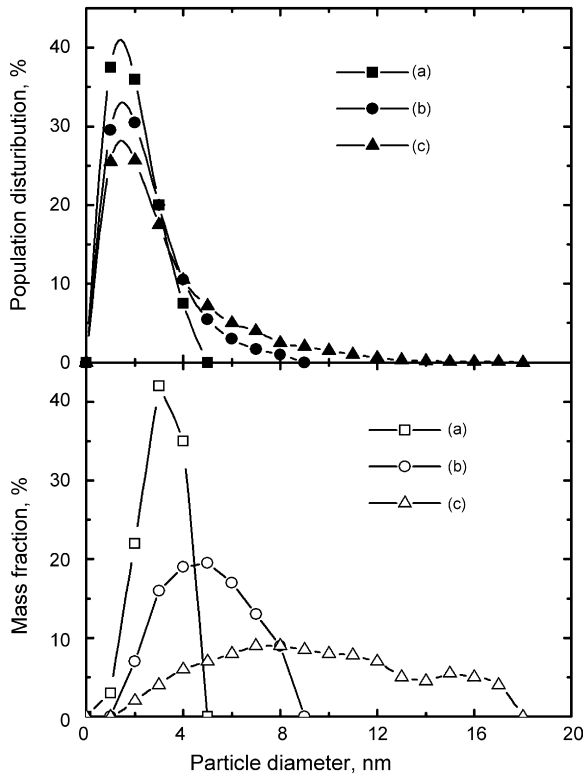 40
30
20
10
0
Population disturibution, %
(a)
(b)
(c)
40
30
20
10
0
Mass fraction, %
(a)
(b)
(c)
0 4 8 12 16 20
Particle diameter, nm